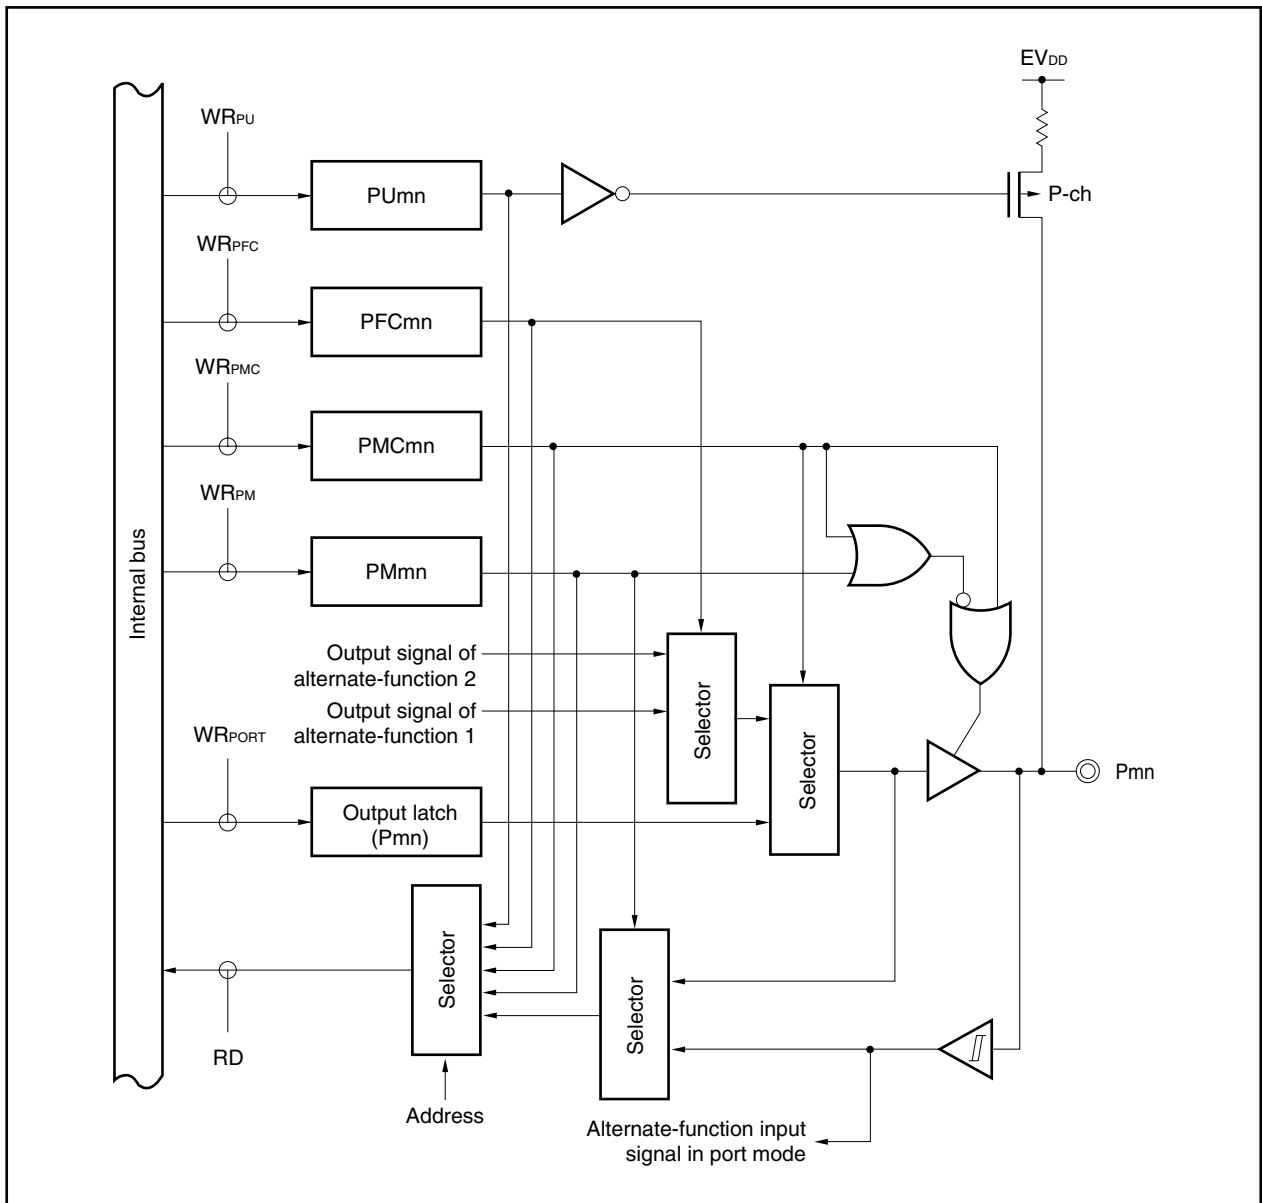 EVDD
WRPU
PUmn
P-ch
WRPFC
PFCmn
WRPMC
PMCmn
WRPM
PMmn
Internal bus
Output signal of
alternate-function 2
Output signal of
alternate-function 1
Selector
Selector
WRPORT
Output latch
(Pmn)
Pmn
Selector
Selector
RD
Address
Alternate-function input
signal in port mode